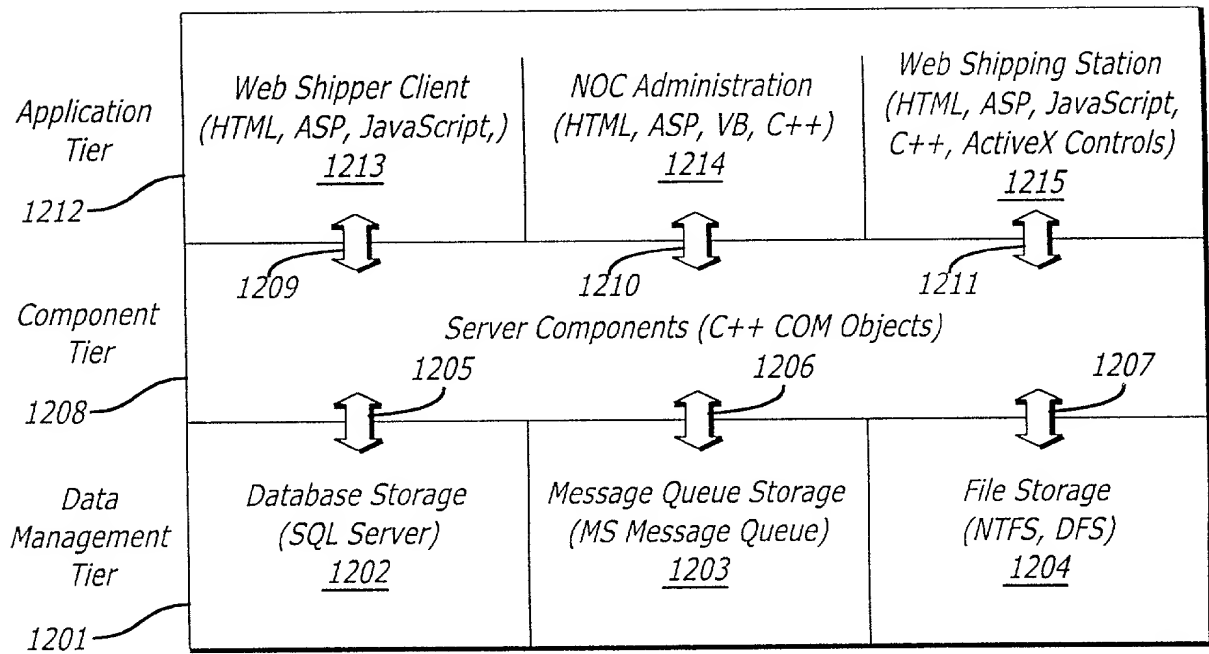 Application
Tier
1212
Web Shipper Client
(HTML, ASP, JavaScript,)
1213
NOC Administration
(HTML, ASP, VB, C++)
1214
Web Shipping Station
(HTML, ASP, JavaScript,
C++, ActiveX Controls)
1215
1209
1210
1211
Component
Tier
1208
Server Components (C++ COM Objects)
1205
1206
1207
Data
Management
Tier
1201
Database Storage
(SQL Server)
1202
Message Queue Storage
(MS Message Queue)
1203
File Storage
(NTFS, DFS)
1204